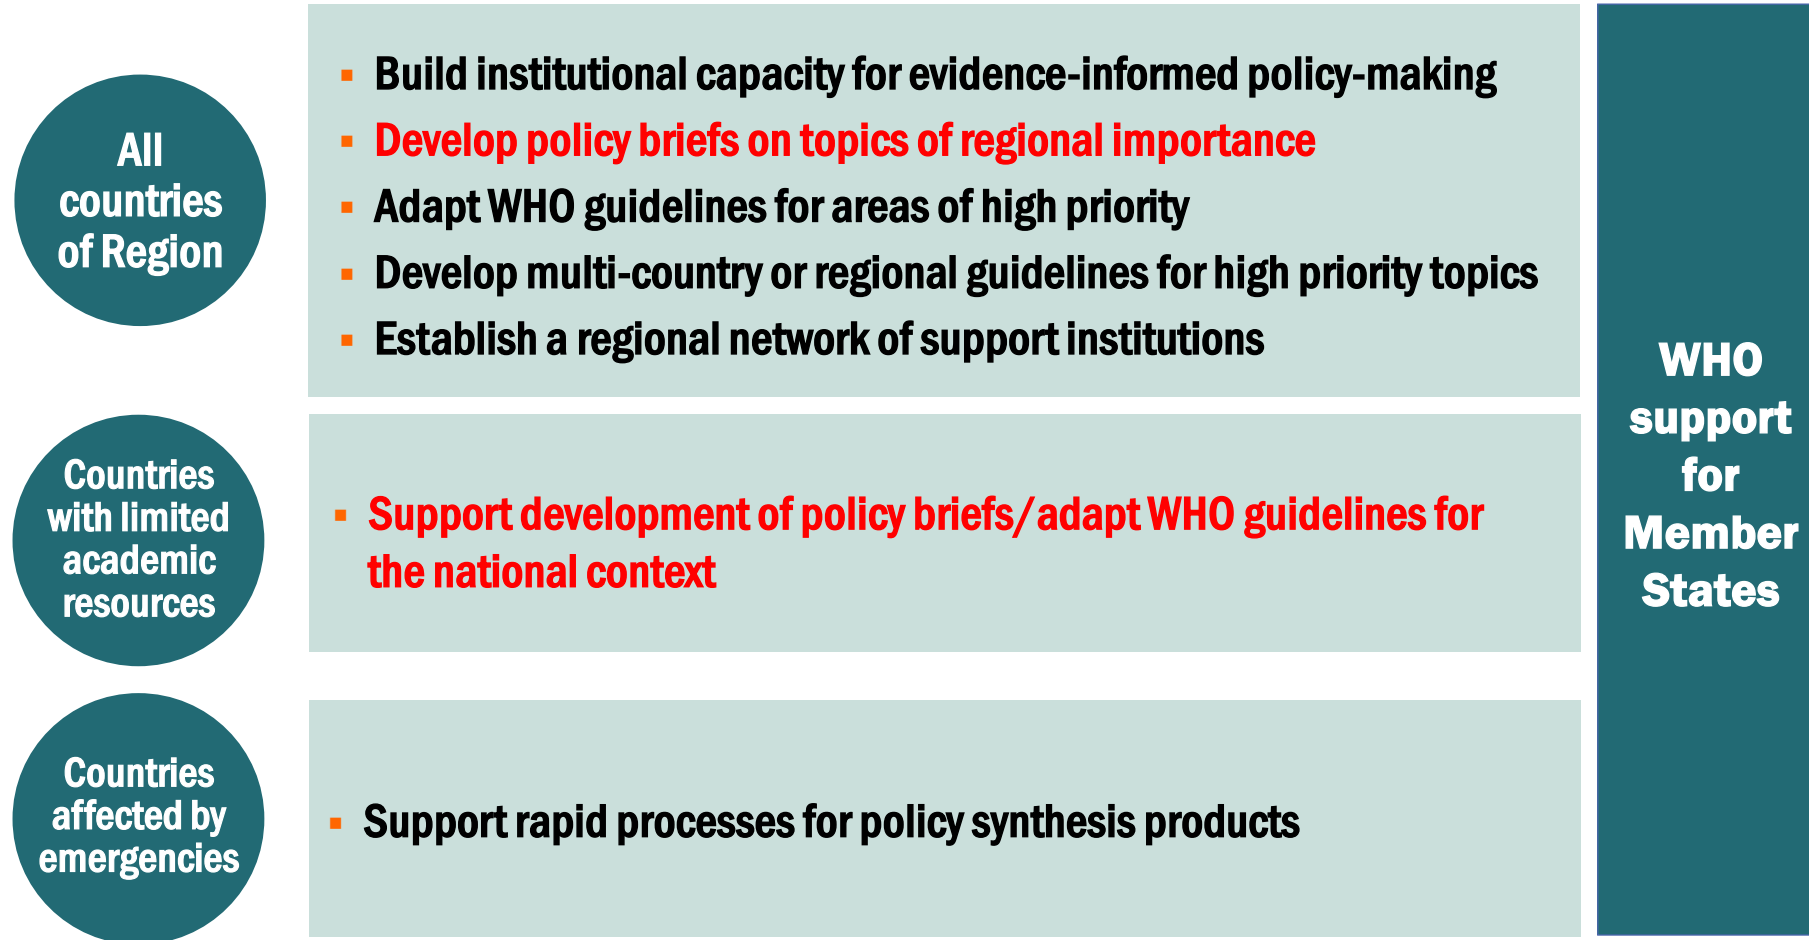 All
countries
of Region
▪ Build institutional capacity for evidence-informed policy-making
▪ Develop policy briefs on topics of regional importance
▪ Adapt WHO guidelines for areas of high priority
▪ Develop multi-country or regional guidelines for high priority topics
▪ Establish a regional network of support institutions
Countries
with limited
academic
resources
▪ Support development of policy briefs/adapt WHO guidelines for
the national context
Countries
affected by
emergencies
▪ Support rapid processes for policy synthesis products
WHO
support
for
Member
States